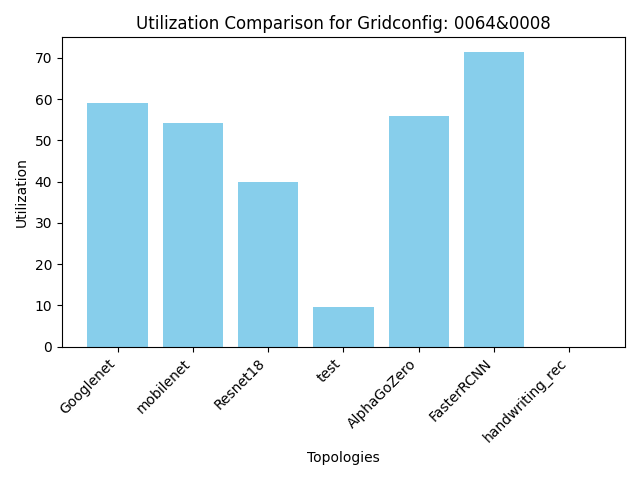 Utilization Comparison for Gridconfig: 0064&0008
70
60
50
40
30
20
10
0
Utilization
Googlenet
mobilenet
Resnet18
test
AlphaGoZero
FasterRCNN
handwriting_rec
Topologies